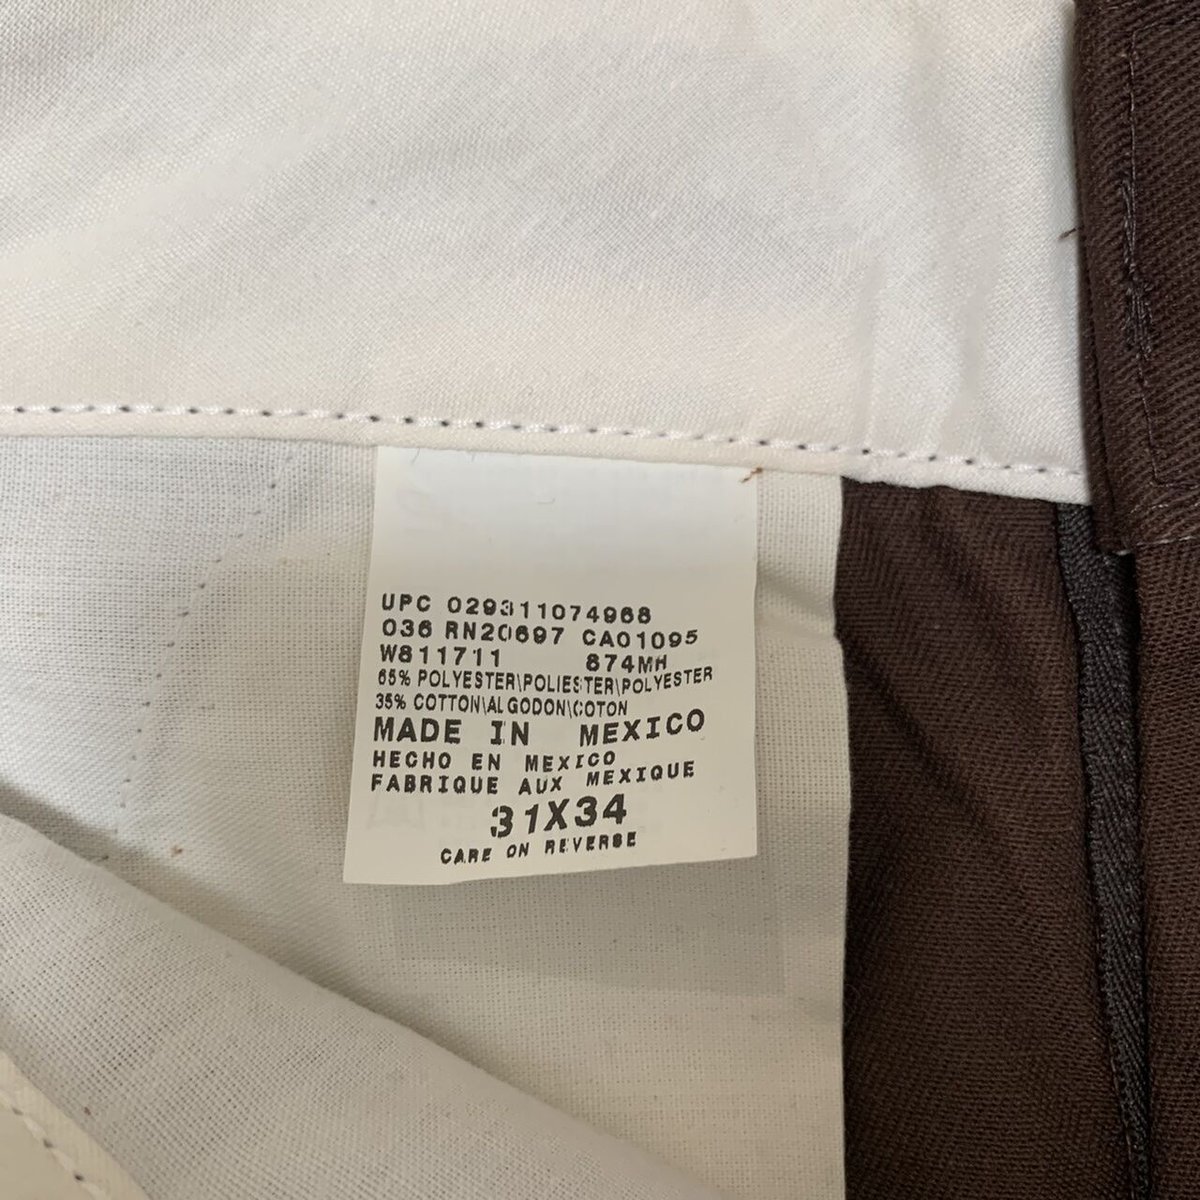 UPC 029311074968
036 RN20697 CA01095
W811711 874MH
65% POLYESTER\POLIESTER\POLYESTER
35% COTTON\ALGODON\COTON
MADE IN MEXICO
HECHO EN MEXICO
FABRIQUE AUX MEXIQUE
31X34
CARE ON REVERSE